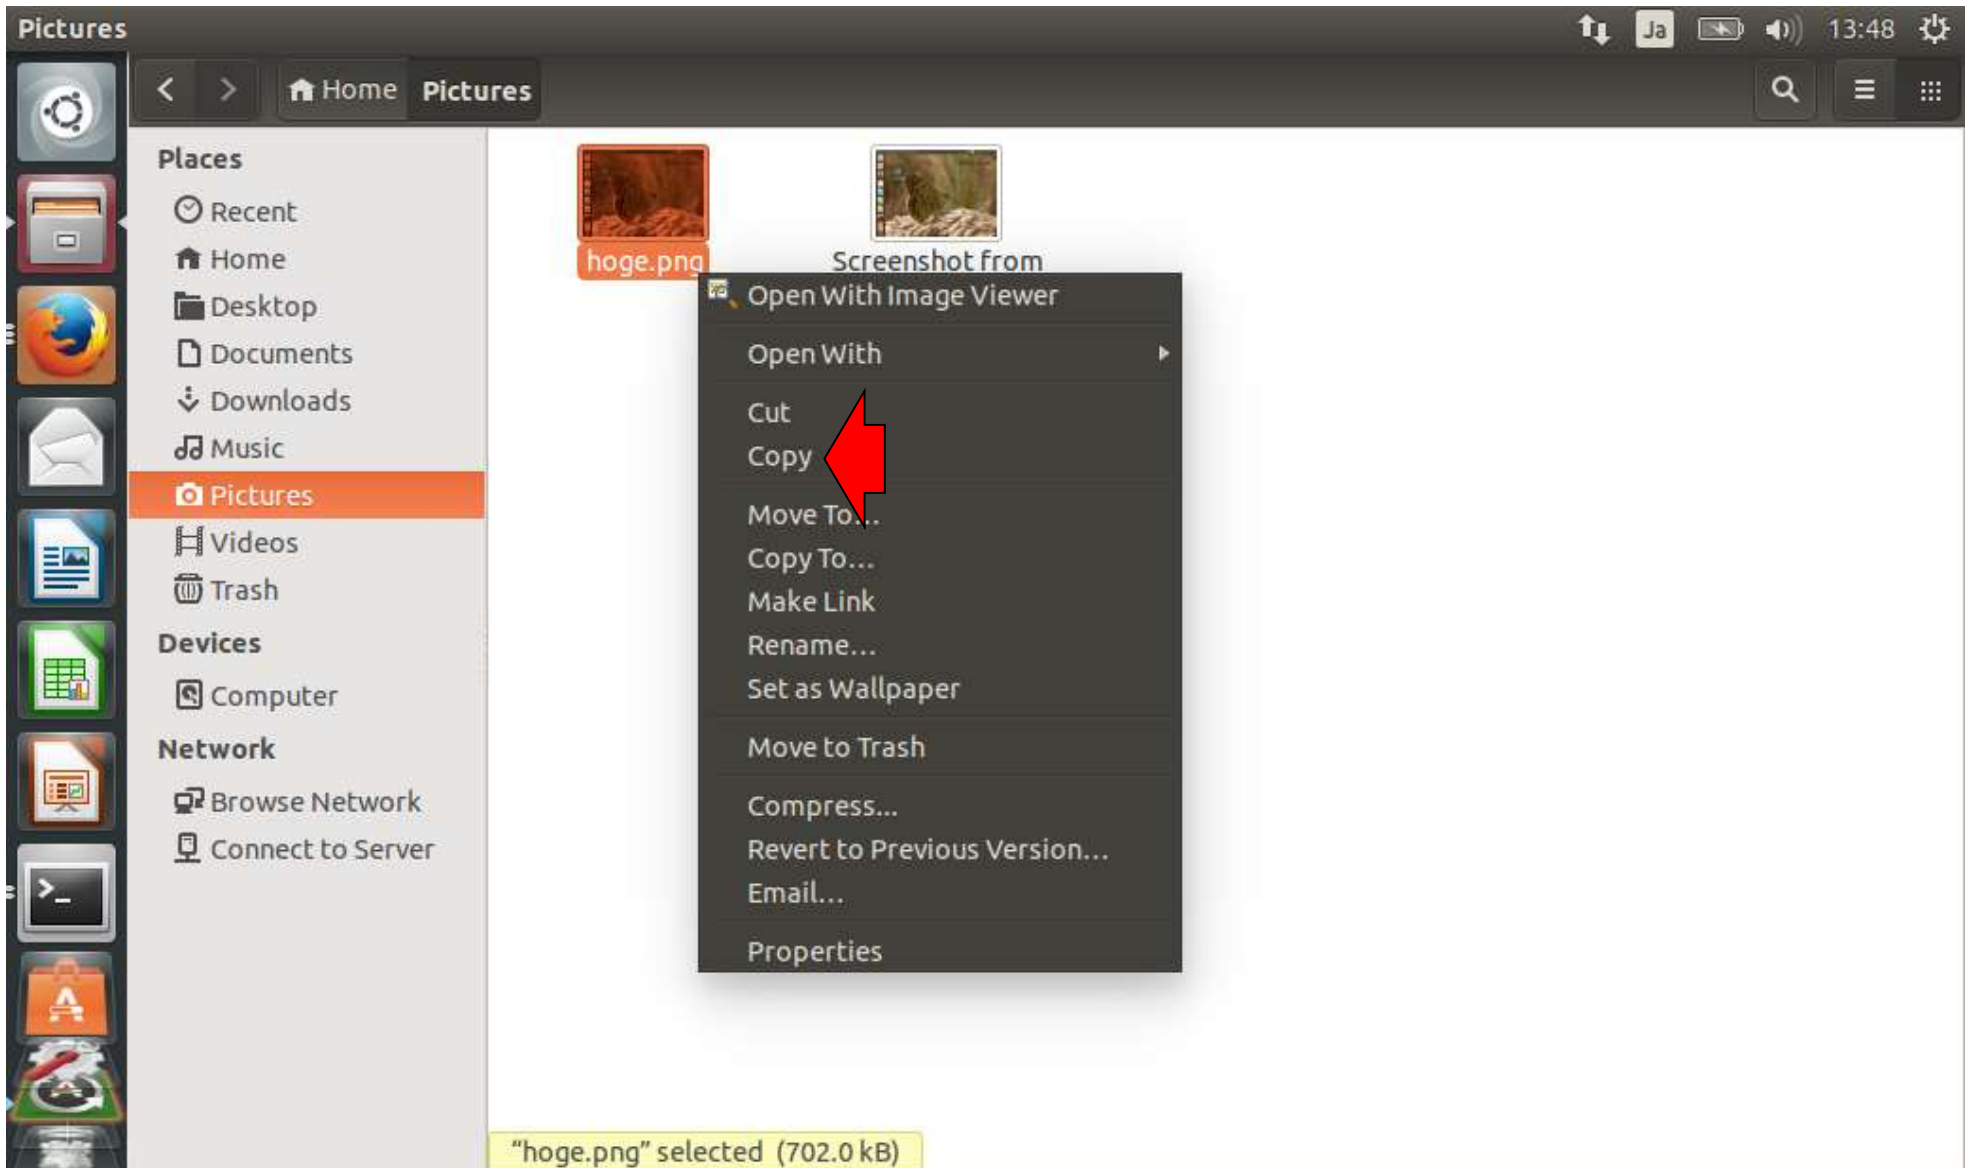 Pictures
Ja
13:48
Home
Pictures
Places
Recent
Home
Desktop
Documents
Downloads
Music
Pictures
Videos
Trash
Devices
Computer
Network
Browse Network
Connect to Server
hoge.png
Screenshot from
Open With Image Viewer
Open With
Cut
Copy
Move To...
Copy To...
Make Link
Rename...
Set as Wallpaper
Move to Trash
Compress...
Revert to Previous Version...
Email...
Properties
“hoge.png” selected (702.0 kB)